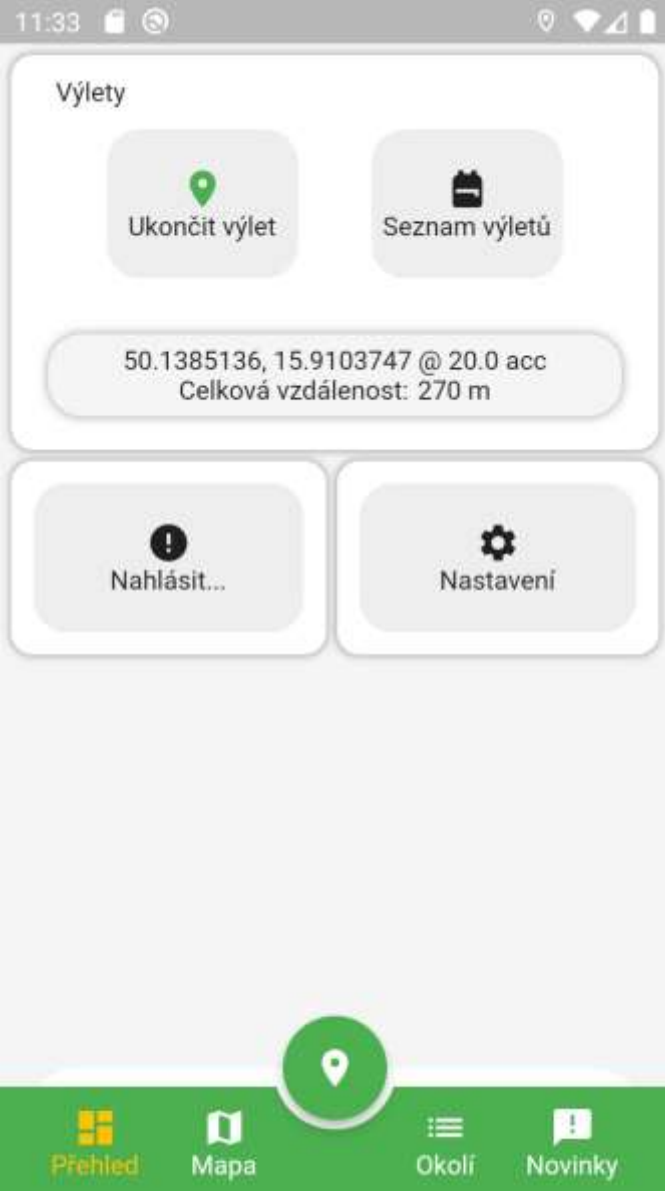 11:33
Výlety
Ukončit výlet
Seznam výletů
50.1385136, 15.9103747 @ 20.0 acc
Celková vzdálenost: 270 m
Nahlásit...
Nastavení
Přehled
Mapa
Okolí
Novinky